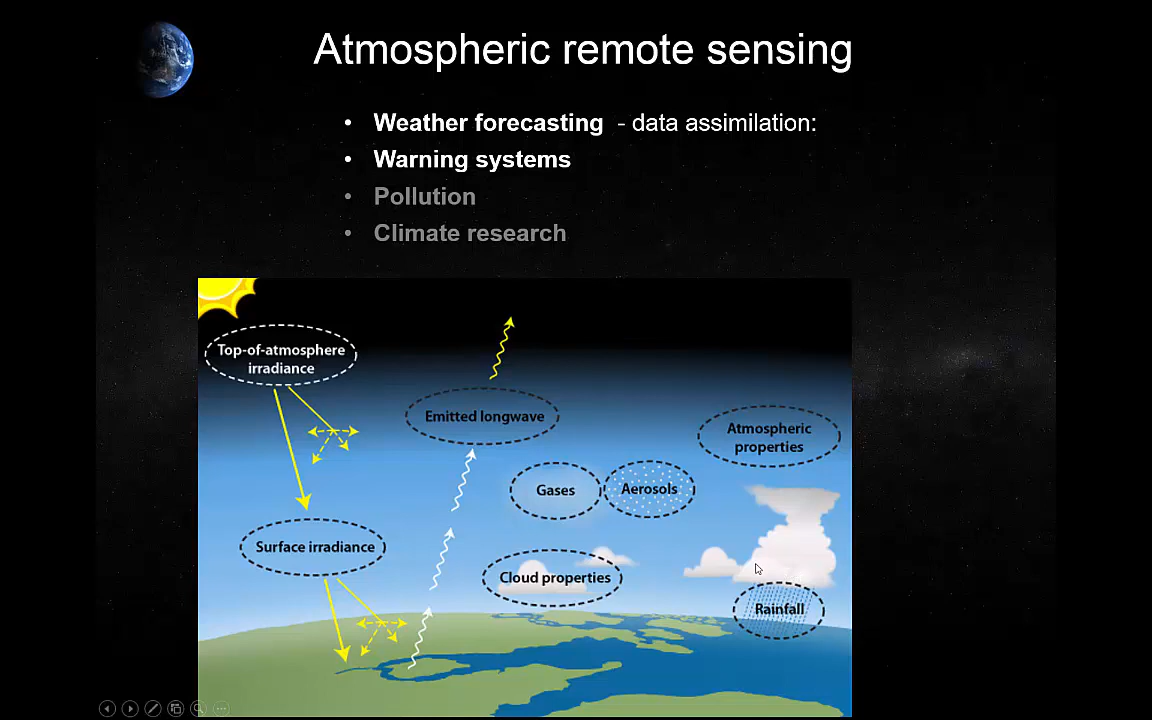 Atmospheric remote sensing
• Weather forecasting - data assimilation:
• Warning systems
• Pollution
• Climate research
Top-of-atmosphere
irradiance
Emitted longwave
Atmospheric
properties
Gases
Aerosols
Surface irradiance
Cloud properties
Rainfall